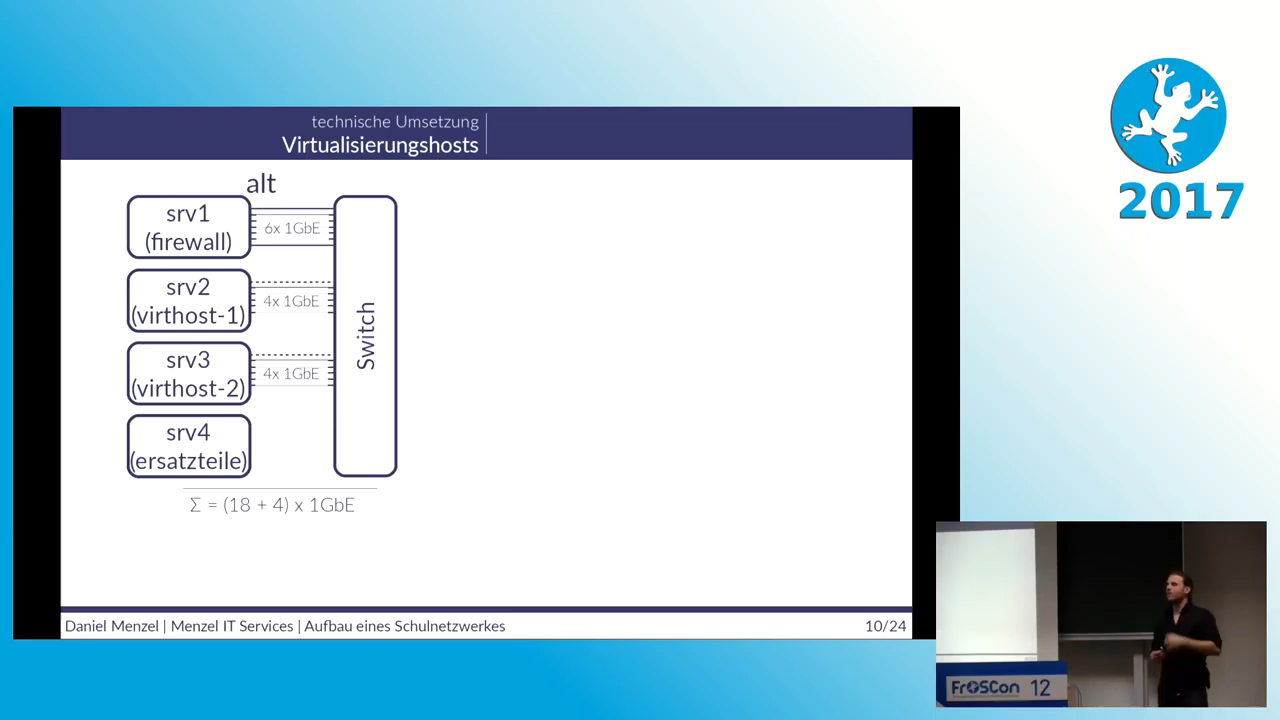 technische Umsetzung
Virtualisierungshosts
alt
srv1
(firewall)
6x 1GbE
srv2
(virthost-1)
4x 1GbE
srv3
(virthost-2)
4x 1GbE
srv4
(ersatzteile)
Switch
Σ = (18 + 4) x 1GbE
Daniel Menzel | Menzel IT Services | Aufbau eines Schulnetzwerkes
10/24
2017
FrOSCon 12